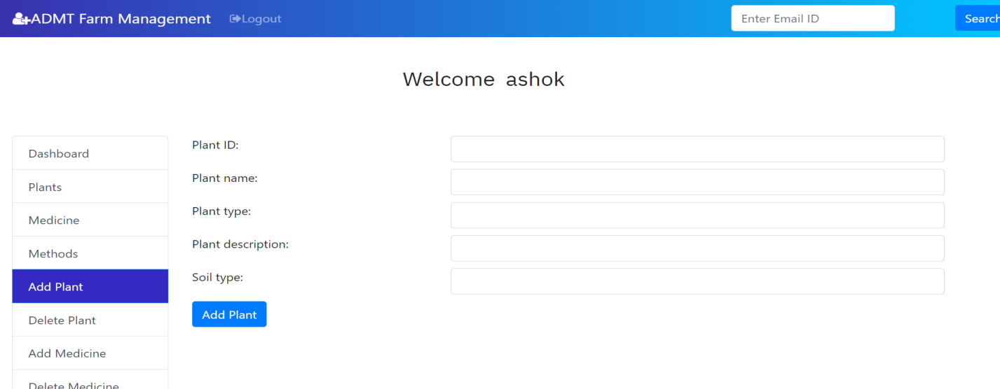 ADMT Farm Management Logout Enter Email ID Search
Welcome ashok
Dashboard
Plants
Medicine
Methods
Add Plant
Delete Plant
Add Medicine
Delete Medicine
Plant ID:
Plant name:
Plant type:
Plant description:
Soil type:
Add Plant